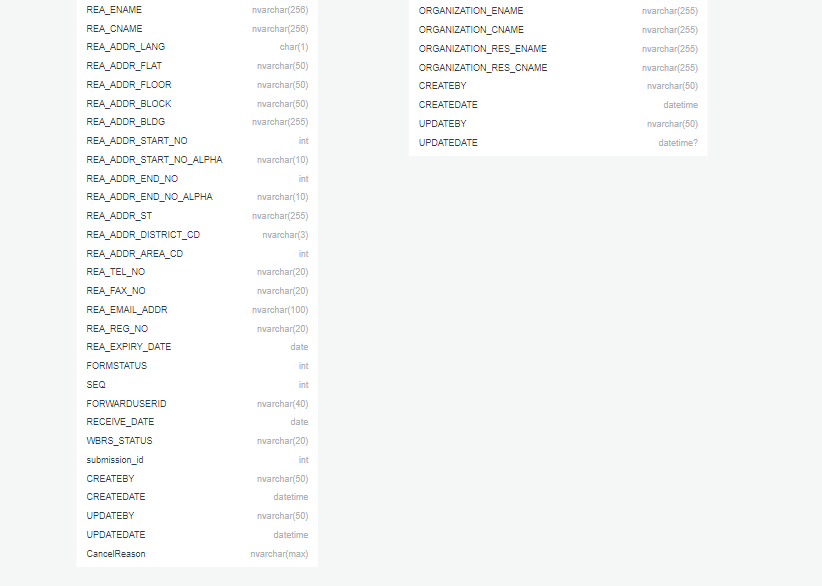 REA_ENAME nvarchar(256)
REA_CNAME nvarchar(256)
REA_ADDR_LANG char(1)
REA_ADDR_FLAT nvarchar(50)
REA_ADDR_FLOOR nvarchar(50)
REA_ADDR_BLOCK nvarchar(50)
REA_ADDR_BLDG nvarchar(255)
REA_ADDR_START_NO int
REA_ADDR_START_NO_ALPHA nvarchar(10)
REA_ADDR_END_NO int
REA_ADDR_END_NO_ALPHA nvarchar(10)
REA_ADDR_ST nvarchar(255)
REA_ADDR_DISTRICT_CD nvarchar(3)
REA_ADDR_AREA_CD int
REA_TEL_NO nvarchar(20)
REA_FAX_NO nvarchar(20)
REA_EMAIL_ADDR nvarchar(100)
REA_REG_NO nvarchar(20)
REA_EXPIRY_DATE date
FORMSTATUS int
SEQ int
FORWARDUSERID nvarchar(40)
RECEIVE_DATE date
WBRS_STATUS nvarchar(20)
submission_id int
CREATEBY nvarchar(50)
CREATEDATE datetime
UPDATEBY nvarchar(50)
UPDATEDATE datetime
CancelReason nvarchar(max)
ORGANIZATION_ENAME nvarchar(255)
ORGANIZATION_CNAME nvarchar(255)
ORGANIZATION_RES_ENAME nvarchar(255)
ORGANIZATION_RES_CNAME nvarchar(255)
CREATEBY nvarchar(50)
CREATEDATE datetime
UPDATEBY nvarchar(50)
UPDATEDATE datetime?